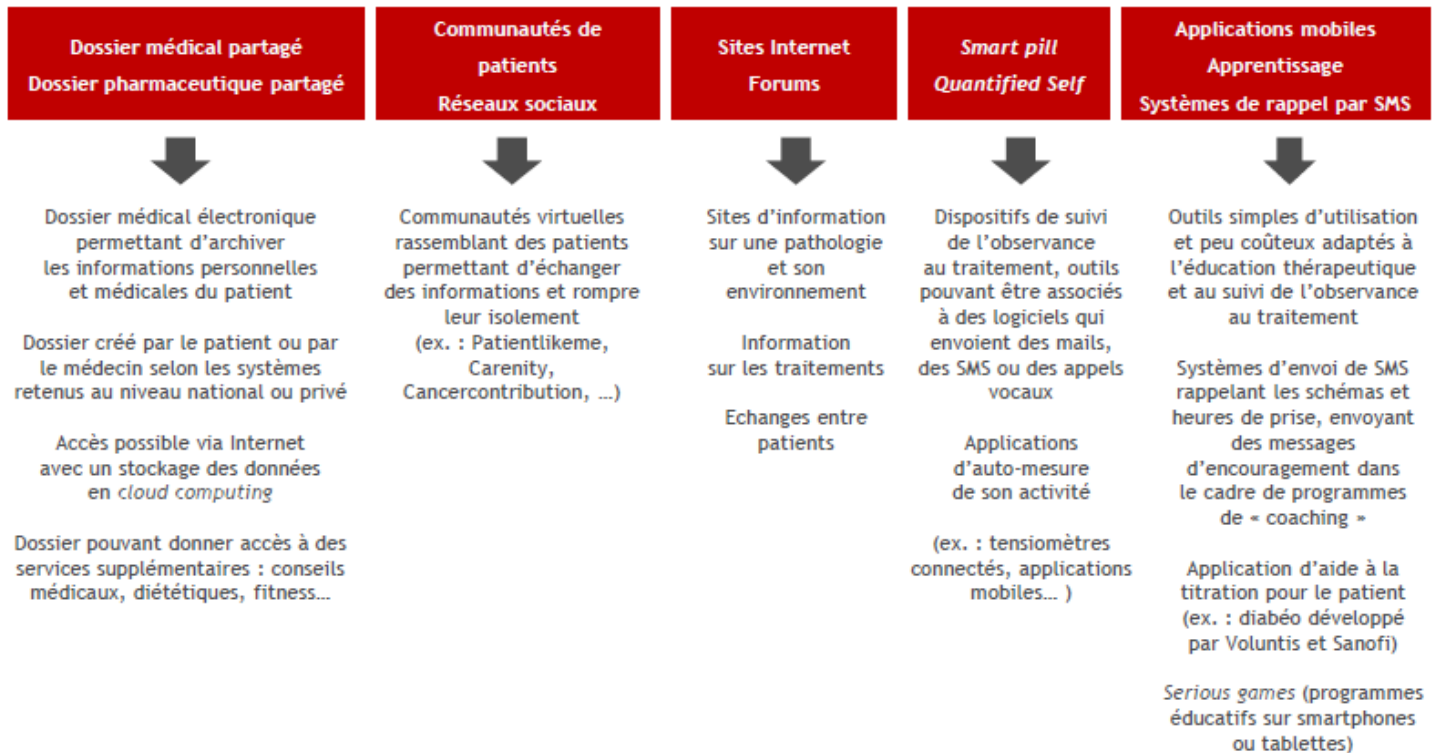 Dossier médical partagé
Dossier pharmaceutique partagé
Communautés de
patients
Réseaux sociaux
Sites Internet
Forums
Smart pill
Quantified Self
Applications mobiles
Apprentissage
Systèmes de rappel par SMS
Dossier médical électronique
permettant d'archiver
les informations personnelles
et médicales du patient
Dossier créé par le patient ou par
le médecin selon les systèmes
retenus au niveau national ou privé
Accès possible via Internet
avec un stockage des données
en cloud computing
Dossier pouvant donner accès à des
services supplémentaires : conseils
médicaux, diététiques, fitness…
Communautés virtuelles
rassemblant des patients
permettant d'échanger
des informations et rompre
leur isolement
(ex. : Patientlikeme,
Carenity,
Cancercontribution, …)
Sites d'information
sur une pathologie
et son
environnement
Information
sur les traitements
Echanges entre
patients
Dispositifs de suivi
de l'observance
au traitement, outils
pouvant être associés
à des logiciels qui
envoient des mails,
des SMS ou des appels
vocaux
Applications
d'auto-mesure
de son activité
(ex. : tensiomètres
connectés, applications
mobiles… )
Outils simples d'utilisation
et peu coûteux adaptés à
l'éducation thérapeutique
et au suivi de l'observance
au traitement
Systèmes d'envoi de SMS
rappelant les schémas et
heures de prise, envoyant
des messages
d'encouragement dans
le cadre de programmes
de « coaching »
Application d'aide à la
titration pour le patient
(ex. : diabéo développé
par Voluntis et Sanofi)
Serious games (programmes
éducatifs sur smartphones
ou tablettes)